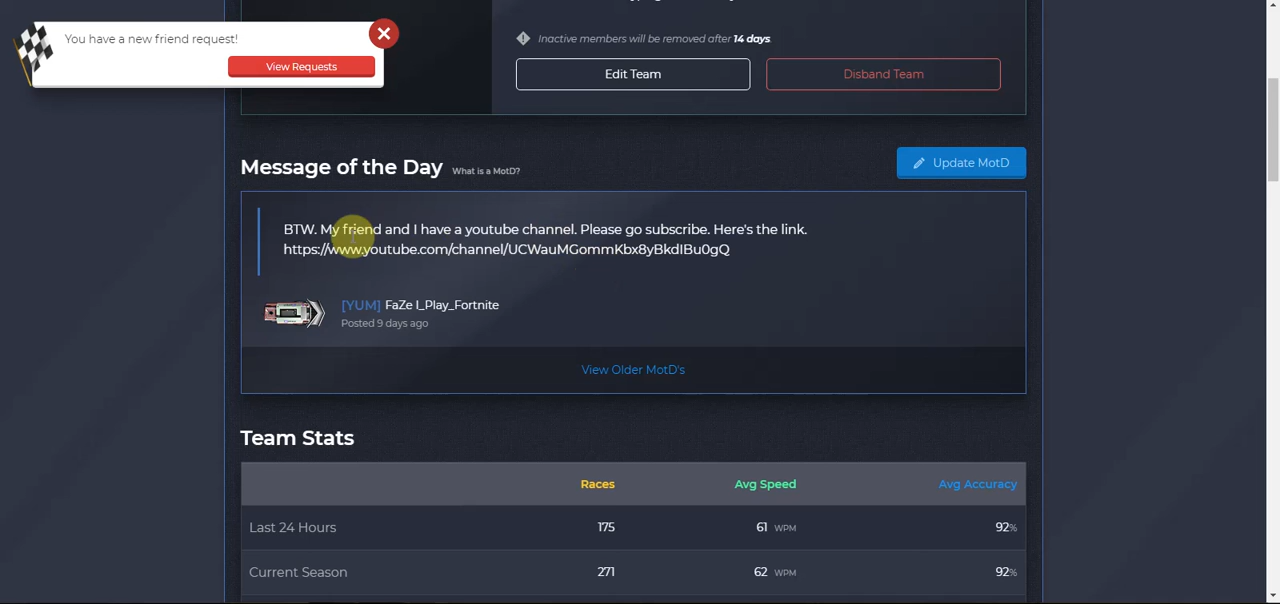 You have a new friend request!
View Requests
Inactive members will be removed after 14 days.
Edit Team
Disband Team
Message of the Day
What is a MotD?
Update MotD
BTW. My friend and I have a youtube channel. Please go subscribe. Here's the link.
https://www.youtube.com/channel/UCWauMGommKbx8yBkdIBu0gQ
[YUM] FaZe I_Play_Fortnite
Posted 9 days ago
View Older MotD's
Team Stats
Races Avg Speed Avg Accuracy
Last 24 Hours 175 61 WPM 92%
Current Season 271 62 WPM 92%